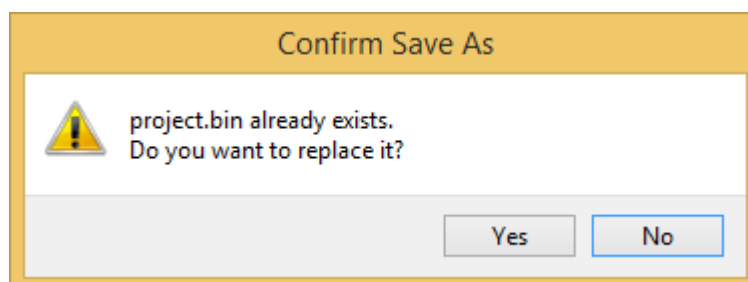 Confirm Save As
project.bin already exists.
Do you want to replace it?
Yes No